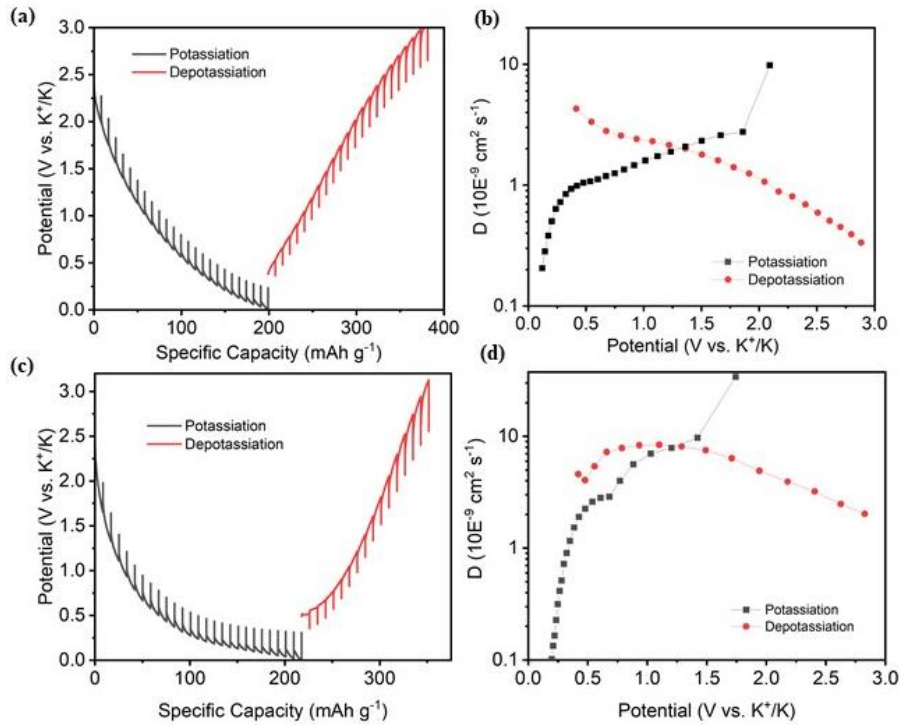 (a)
3.0
2.5
2.0
1.5
1.0
0.5
0.0
Potential (V vs. K⁺/K)
Potassiation
Depotassiation
0 100 200 300 400
Specific Capacity (mAh g⁻¹)
(b)
10
1
0.1
D (10E⁻⁹ cm² s⁻¹)
Potassiation
Depotassiation
0.0 0.5 1.0 1.5 2.0 2.5 3.0
Potential (V vs. K⁺/K)
(c)
3.0
2.5
2.0
1.5
1.0
0.5
0.0
Potential (V vs. K⁺/K)
Potassiation
Depotassiation
0 100 200 300
Specific Capacity (mAh g⁻¹)
(d)
10
1
0.1
D (10E⁻⁹ cm² s⁻¹)
Potassiation
Depotassiation
0.0 0.5 1.0 1.5 2.0 2.5 3.0
Potential (V vs. K⁺/K)